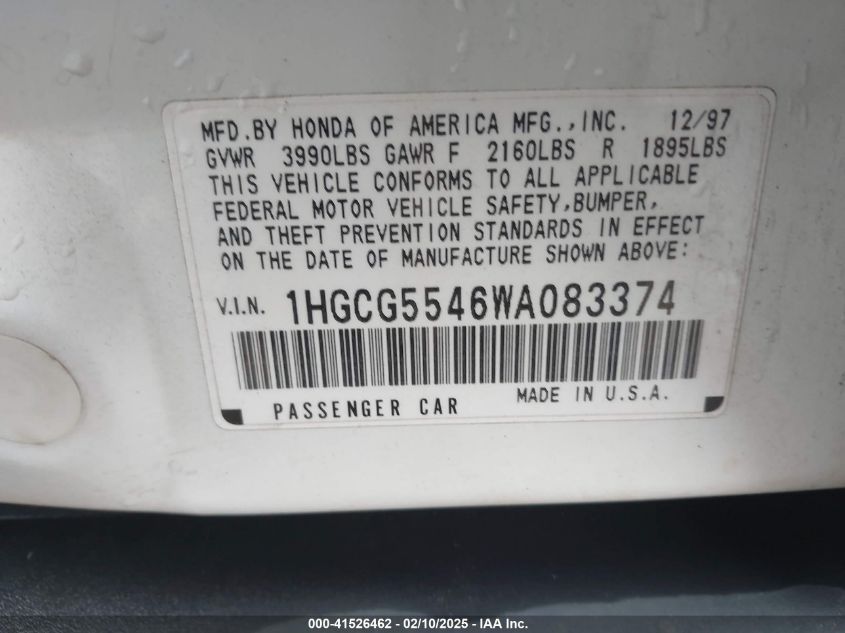 MFD.BY HONDA OF AMERICA MFG.,INC. 12/97
GVWR 3990LBS GAWR F 2160LBS R 1895LBS
THIS VEHICLE CONFORMS TO ALL APPLICABLE
FEDERAL MOTOR VEHICLE SAFETY,BUMPER,
AND THEFT PREVENTION STANDARDS IN EFFECT
ON THE DATE OF MANUFACTURE SHOWN ABOVE:
V.I.N. 1HGCG5546WA083374
PASSENGER CAR MADE IN U.S.A.
000-41526462 - 02/10/2025 - IAA Inc.